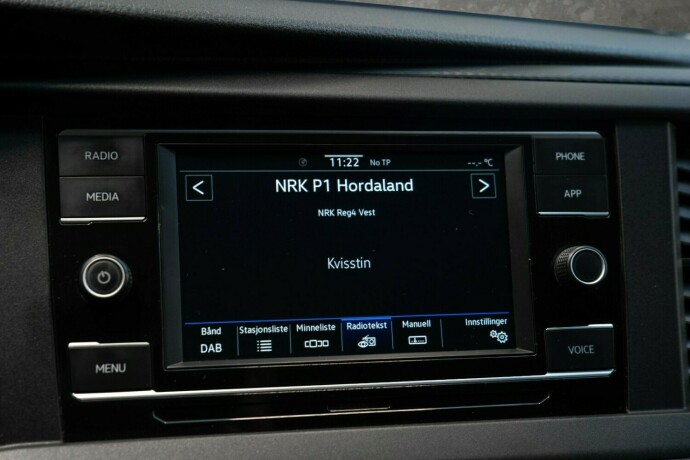 RADIO
MEDIA
MENU
PHONE
APP
VOICE
11:22 No TP --.- °C
NRK P1 Hordaland
NRK Reg4 Vest
Kvisstin
Bånd Stasjonsliste Minneliste Radiotekst Manuell Innstillinger
DAB